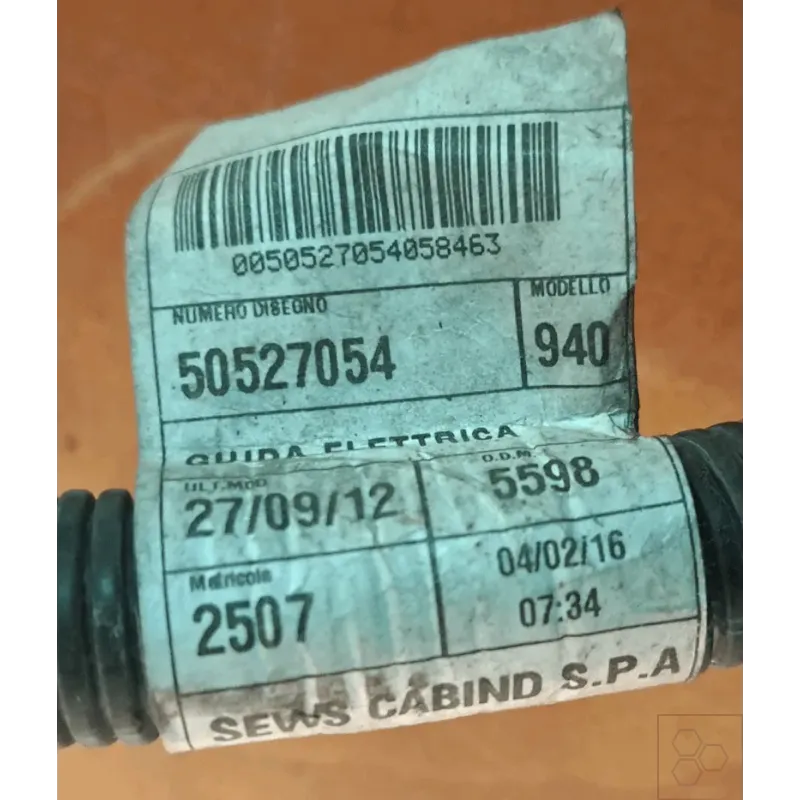 0050527054058463
NUMERO DISEGNO
MODELLO
50527054
940
GUIDA ELETTRICA
ULT.MOD
O.D.M.
27/09/12
5598
Matricola
04/02/16
2507
07:34
SEWS CABIND S.P.A